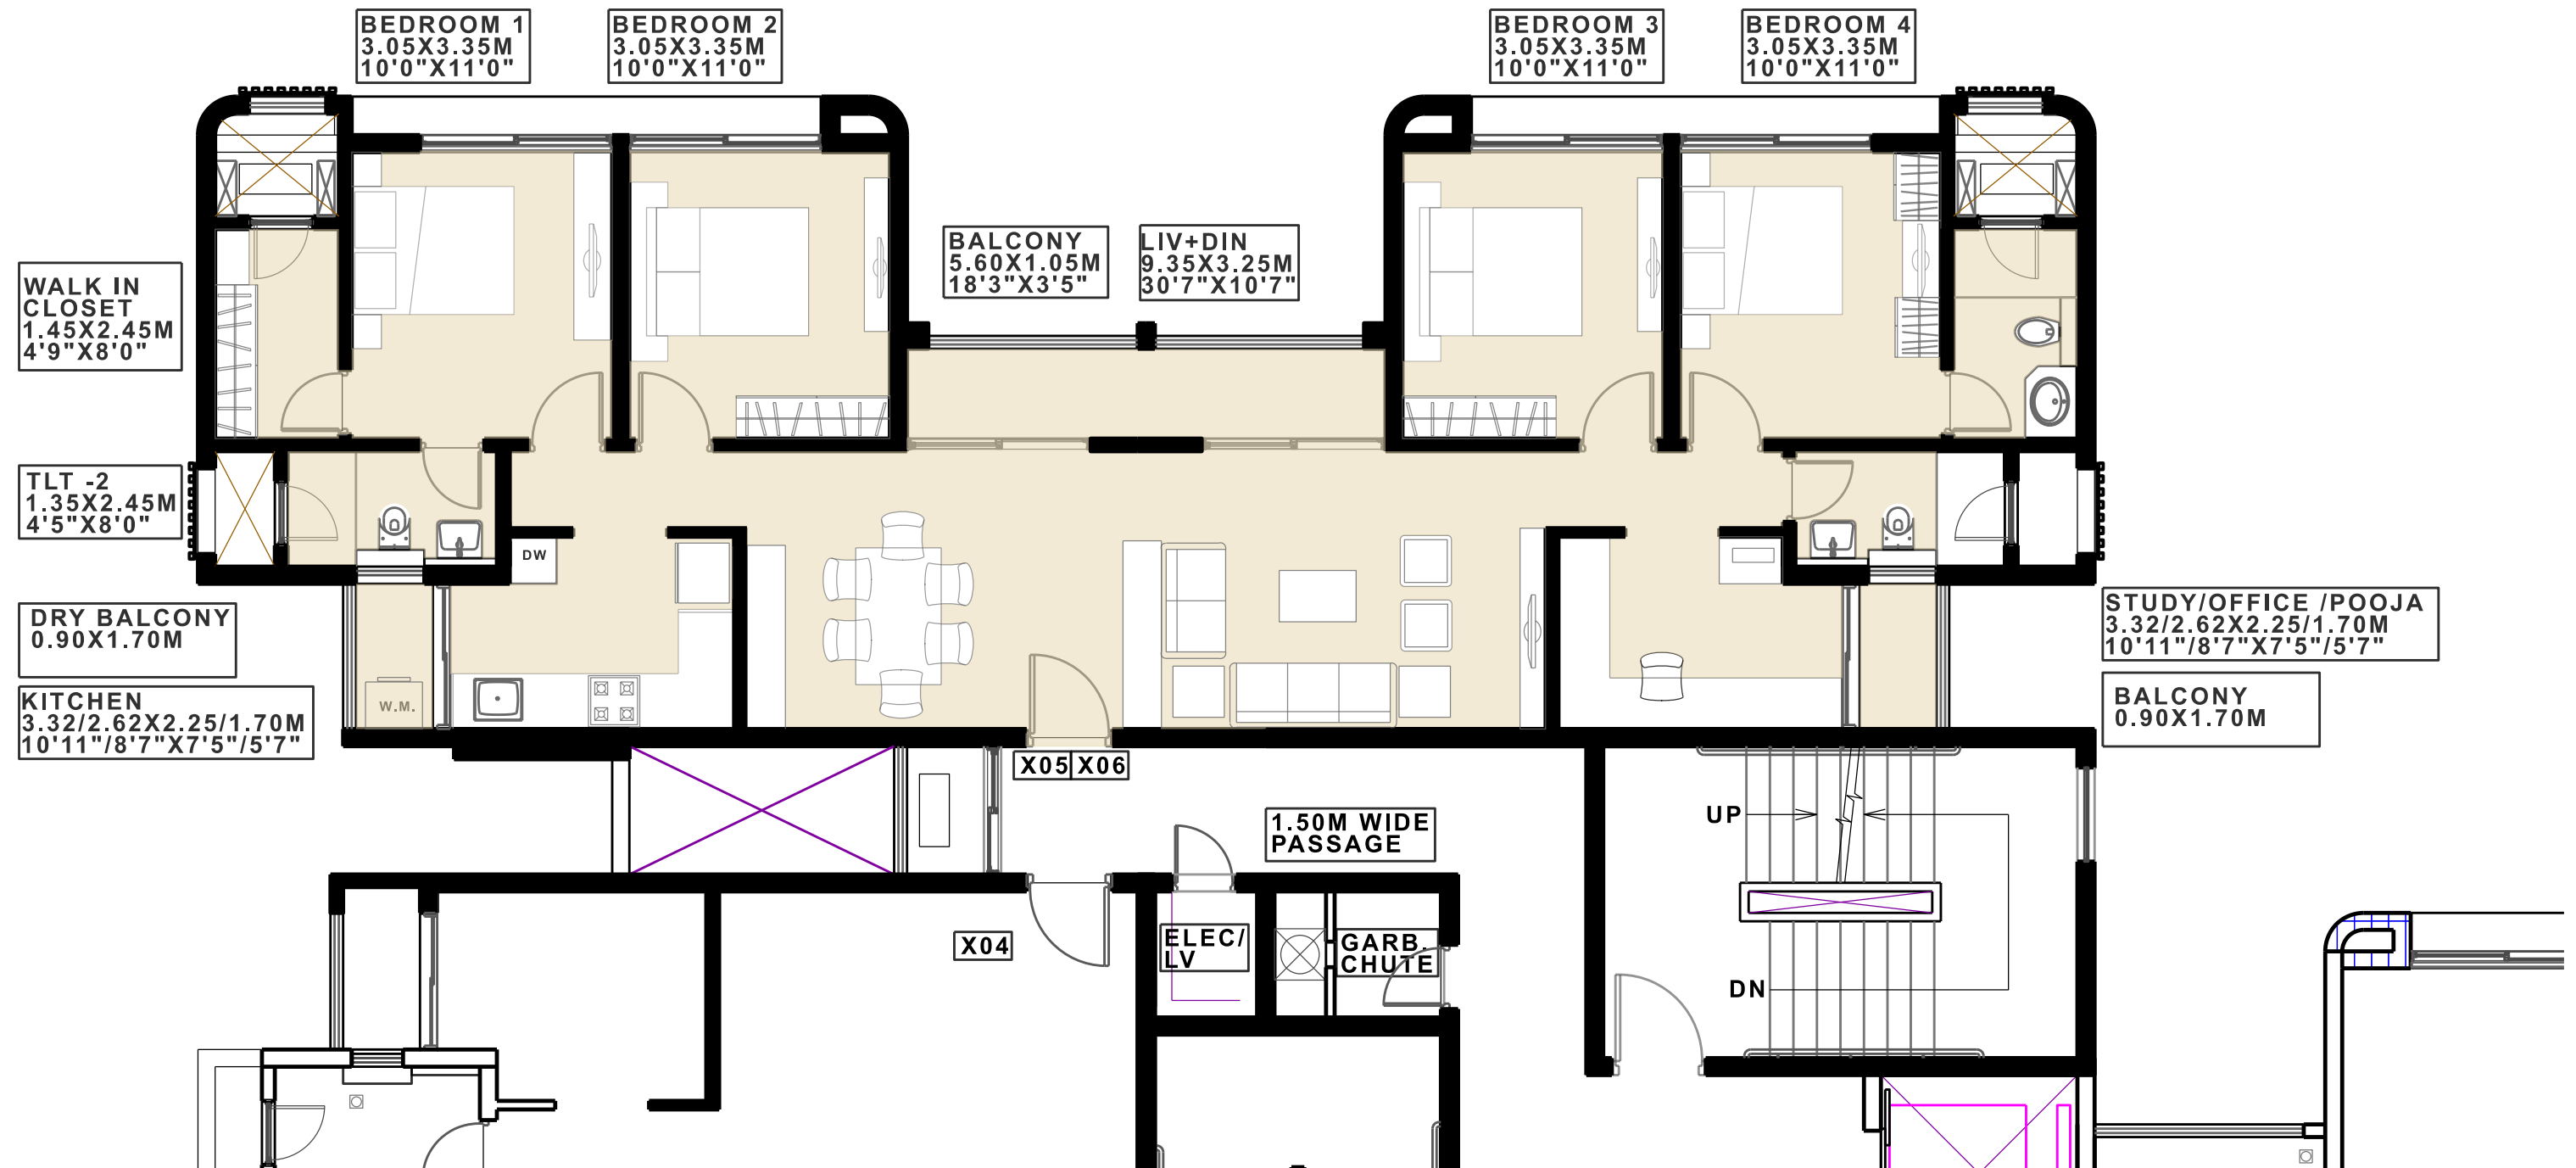 BEDROOM 1
3.05X3.35M
10'0"X11'0"
BEDROOM 2
3.05X3.35M
10'0"X11'0"
BEDROOM 3
3.05X3.35M
10'0"X11'0"
BEDROOM 4
3.05X3.35M
10'0"X11'0"
BALCONY
5.60X1.05M
18'3"X3'5"
LIV+DIN
9.35X3.25M
30'7"X10'7"
WALK IN
CLOSET
1.45X2.45M
4'9"X8'0"
TLT -2
1.35X2.45M
4'5"X8'0"
DW
DRY BALCONY
0.90X1.70M
STUDY/OFFICE /POOJA
3.32/2.62X2.25/1.70M
10'11"/8'7"X7'5"/5'7"
KITCHEN
3.32/2.62X2.25/1.70M
10'11"/8'7"X7'5"/5'7"
W.M.
BALCONY
0.90X1.70M
X05 X06
1.50M WIDE
PASSAGE
UP
X04
ELEC/
LV
GARB.
CHUTE
DN